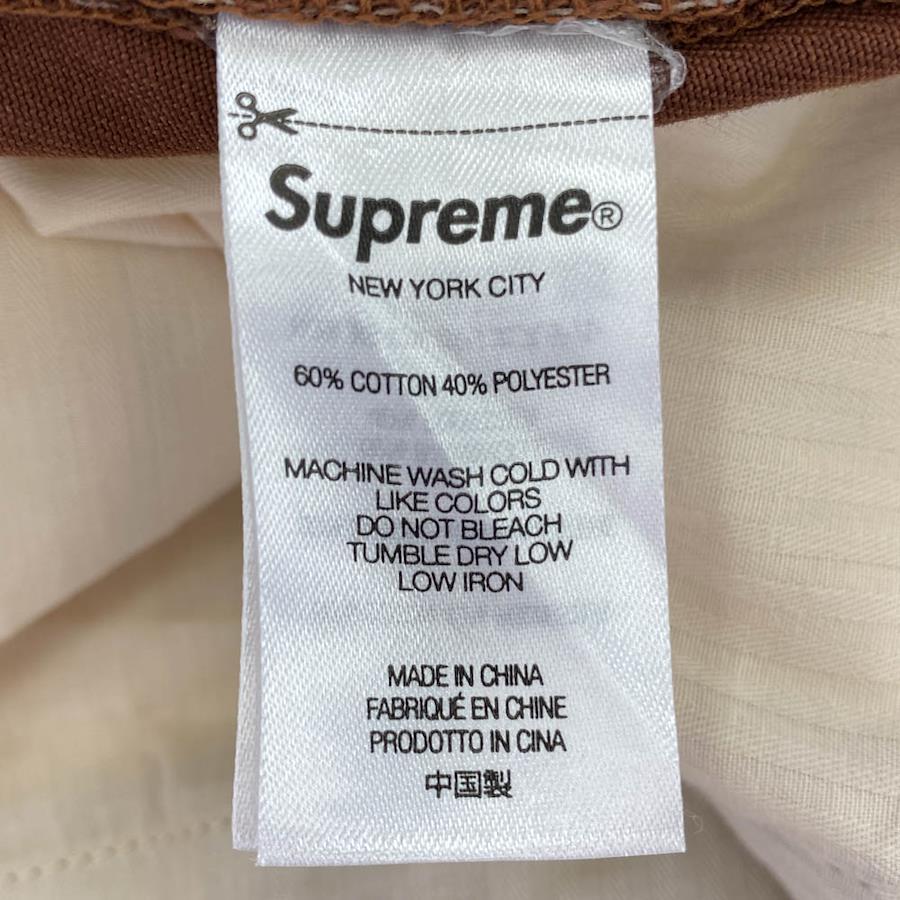 Supreme®
NEW YORK CITY
60% COTTON 40% POLYESTER
MACHINE WASH COLD WITH
LIKE COLORS
DO NOT BLEACH
TUMBLE DRY LOW
LOW IRON
MADE IN CHINA
FABRIQUÉ EN CHINE
PRODOTTO IN CINA
中国製